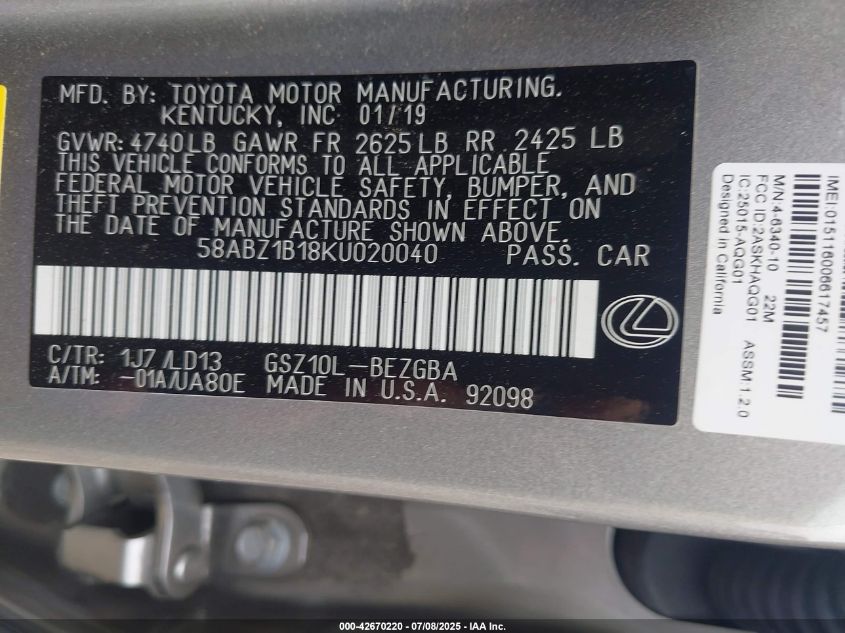 MFD. BY: TOYOTA MOTOR MANUFACTURING.
KENTUCKY, INC 01/19
GVWR: 4740LB GAWR FR 2625LB RR 2425 LB
THIS VEHICLE CONFORMS TO ALL APPLICABLE
FEDERAL MOTOR VEHICLE SAFETY, BUMPER, AND
THEFT PREVENTION STANDARDS IN EFFECT ON
THE DATE OF MANUFACTURE SHOWN ABOVE.
58ABZ1B18KU020040 PASS. CAR
C/TR: 1J7 /LD13 GSZ10L-BEZGBA
A/TM: -01A/UA80E MADE IN U.S.A. 92098
IMEI:015116006617457
M/N 4-6340-10 22M
FCC ID:2ASKHAQG01 ASSM 1.2.0
IC:25015-AQG01
Designed in California
000-42670220 - 07/08/2025 - IAA Inc.